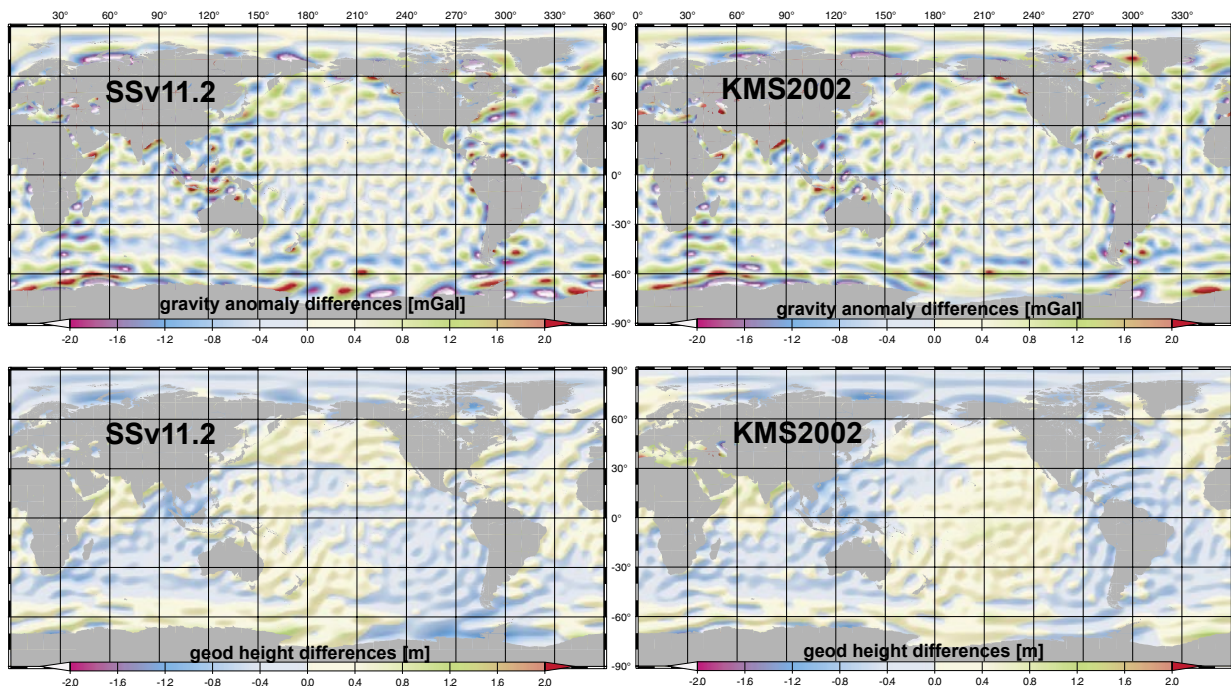 30° 60° 90° 120° 150° 180° 210° 240° 270° 300° 330° 360°
0° 30° 60° 90° 120° 150° 180° 210° 240° 270° 300° 330°
90°
60°
30°
0°
-30°
-60°
-90°
SSv11.2
KMS2002
gravity anomaly differences [mGal]
gravity anomaly differences [mGal]
-2.0 -1.6 -1.2 -0.8 -0.4 0.0 0.4 0.8 1.2 1.6 2.0
-2.0 -1.6 -1.2 -0.8 -0.4 0.0 0.4 0.8 1.2 1.6 2.0
90°
60°
30°
0°
-30°
-60°
-90°
SSv11.2
KMS2002
geod height differences [m]
geod height differences [m]
-2.0 -1.6 -1.2 -0.8 -0.4 0.0 0.4 0.8 1.2 1.6 2.0
-2.0 -1.6 -1.2 -0.8 -0.4 0.0 0.4 0.8 1.2 1.6 2.0